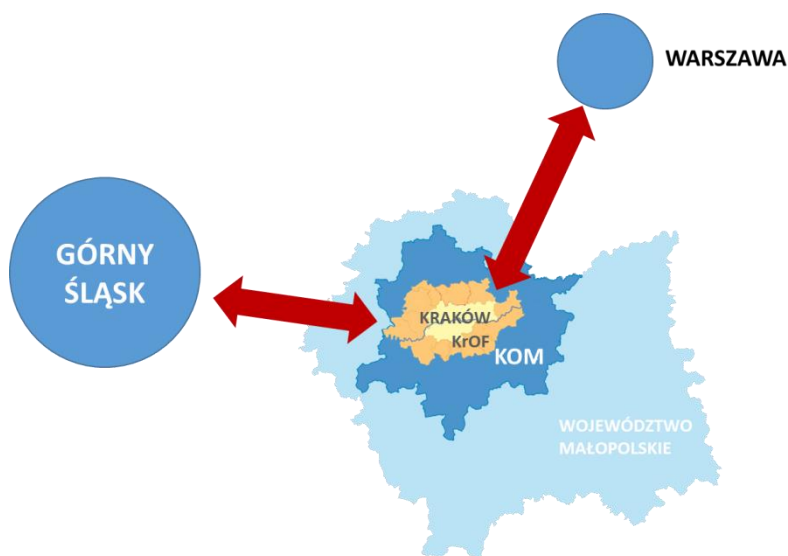 WARSZAWA
GÓRNY
ŚLĄSK
KRAKÓW
KrOF
KOM
WOJEWÓDZTWO
MAŁOPOLSKIE